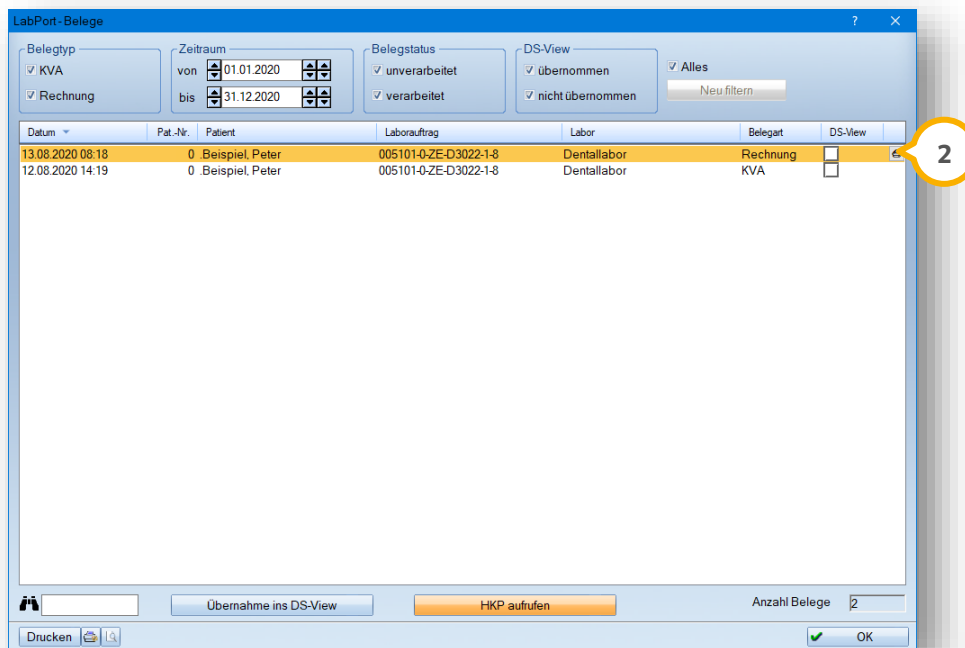 LabPort-Belege ?
Belegtyp Zeitraum Belegstatus DS-View
KVA von 01.01.2020 unverarbeitet übernommen Alles
Rechnung bis 31.12.2020 verarbeitet nicht übernommen Neu filtern
Datum Pat.-Nr. Patient Laborauftrag Labor Belegart DS-View
13.08.2020 08:18 0 .Beispiel, Peter 005101-0-ZE-D3022-1-8 Dentallabor Rechnung
2
12.08.2020 14:19 0 .Beispiel, Peter 005101-0-ZE-D3022-1-8 Dentallabor KVA
Übernahme ins DS-View HKP aufrufen Anzahl Belege 2
Drucken OK